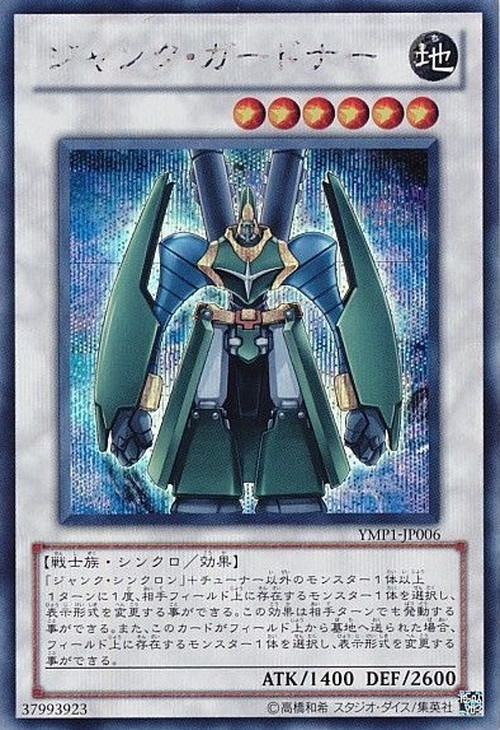 ジャンク・ガードナー
地
YMP1-JP006
【戦士族・シンクロ/効果】
「ジャンク・シンクロン」+チューナー以外のモンスター1体以上
1ターンに1度、相手フィールド上に存在するモンスター1体を選択し、
表示形式を変更する事ができる。この効果は相手ターンでも発動する
事ができる。また、このカードがフィールド上から墓地へ送られた場合、
フィールド上に存在するモンスター1体を選択し、表示形式を変更する
事ができる。
ATK/1400 DEF/2600
37993923 ©高橋和希 スタジオ・ダイス/集英社